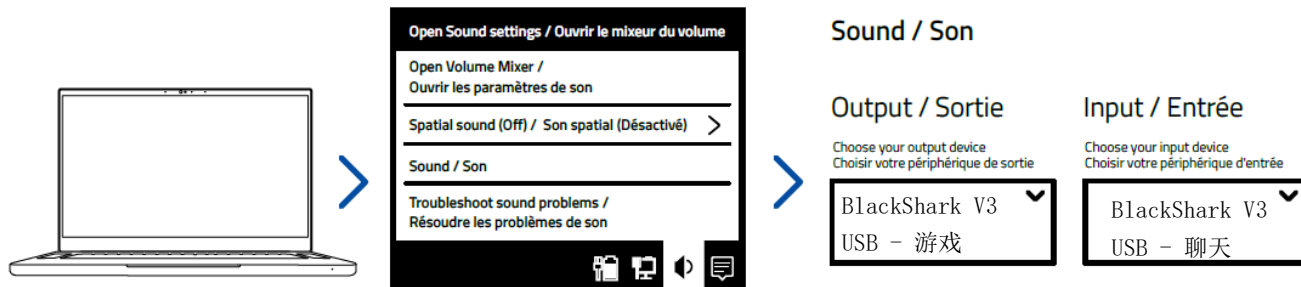 Open Sound settings / Ouvrir le mixeur du volume
Open Volume Mixer /
Ouvrir les paramètres de son
Spatial sound (Off) / Son spatial (Désactivé)
Sound / Son
Troubleshoot sound problems /
Résoudre les problèmes de son
Sound / Son
Output / Sortie
Choose your output device
Choisir votre périphérique de sortie
BlackShark V3
USB - 游戏
Input / Entrée
Choose your input device
Choisir votre périphérique d'entrée
BlackShark V3
USB - 聊天